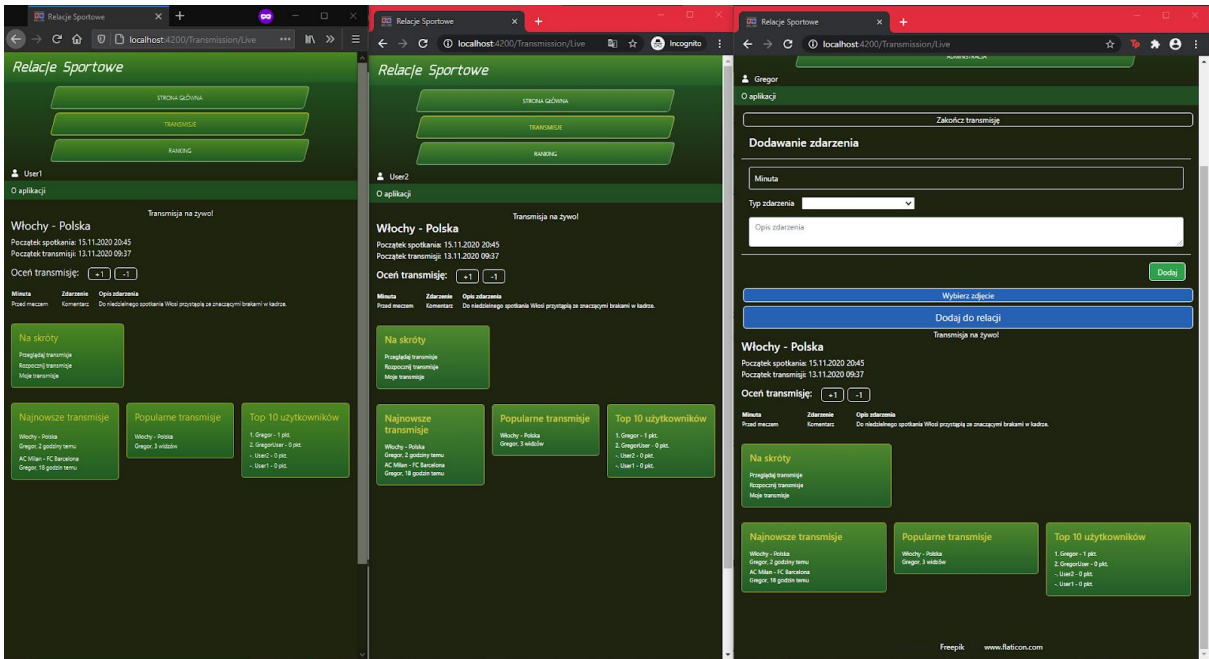 Relacje Sportowe
localhost:4200/Transmission/Live
Relacje Sportowe
STRONA GŁÓWNA
TRANSMISJE
RANKING
User1
O aplikacji
Transmisja na żywo!
Włochy - Polska
Początek spotkania: 15.11.2020 20:45
Początek transmisji: 13.11.2020 09:37
Oceń transmisję: +1 -1
Minuta Zdarzenie Opis zdarzenia
Przed meczem Komentarz Do niedzielnego spotkania Włosi przystąpią ze znaczącymi brakami w kadrze.
Na skróty
Przeglądaj transmisje
Rozpocznij transmisje
Moje transmisje
Najnowsze transmisje
Włochy - Polska
Gregor, 2 godziny temu
AC Milan - FC Barcelona
Gregor, 18 godzin temu
Popularne transmisje
Włochy - Polska
Gregor, 3 widzów
Top 10 użytkowników
1. Gregor - 1 pkt.
2. GregorUser - 0 pkt.
-. User2 - 0 pkt.
-. User1 - 0 pkt.
Relacje Sportowe
localhost:4200/Transmission/Live
Incognito
Relacje Sportowe
STRONA GŁÓWNA
TRANSMISJE
RANKING
User2
O aplikacji
Transmisja na żywo!
Włochy - Polska
Początek spotkania: 15.11.2020 20:45
Początek transmisji: 13.11.2020 09:37
Oceń transmisję: +1 -1
Minuta Zdarzenie Opis zdarzenia
Przed meczem Komentarz Do niedzielnego spotkania Włosi przystąpią ze znaczącymi brakami w kadrze.
Na skróty
Przeglądaj transmisje
Rozpocznij transmisje
Moje transmisje
Najnowsze
transmisje
Włochy - Polska
Gregor, 2 godziny temu
AC Milan - FC Barcelona
Gregor, 18 godzin temu
Popularne transmisje
Włochy - Polska
Gregor, 3 widzów
Top 10 użytkowników
1. Gregor - 1 pkt.
2. GregorUser - 0 pkt.
-. User2 - 0 pkt.
-. User1 - 0 pkt.
Relacje Sportowe
localhost:4200/Transmission/Live
Tp
ADMINISTRACJA
Gregor
O aplikacji
Zakończ transmisję
Dodawanie zdarzenia
Minuta
Typ zdarzenia
Opis zdarzenia
Dodaj
Wybierz zdjęcie
Dodaj do relacji
Transmisja na żywo!
Włochy - Polska
Początek spotkania: 15.11.2020 20:45
Początek transmisji: 13.11.2020 09:37
Oceń transmisję: +1 -1
Minuta Zdarzenie Opis zdarzenia
Przed meczem Komentarz Do niedzielnego spotkania Włosi przystąpią ze znaczącymi brakami w kadrze.
Na skróty
Przeglądaj transmisje
Rozpocznij transmisje
Moje transmisje
Najnowsze transmisje
Włochy - Polska
Gregor, 2 godziny temu
AC Milan - FC Barcelona
Gregor, 18 godzin temu
Popularne transmisje
Włochy - Polska
Gregor, 3 widzów
Top 10 użytkowników
1. Gregor - 1 pkt.
2. GregorUser - 0 pkt.
-. User2 - 0 pkt.
-. User1 - 0 pkt.
Freepik www.flaticon.com